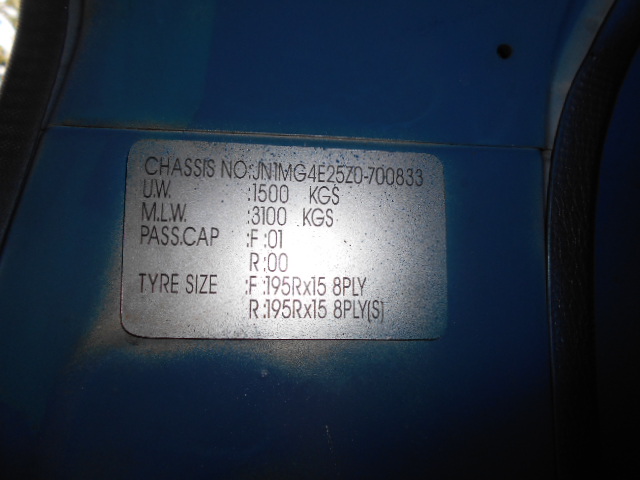 CHASSIS NO:JN1MG4E25Z0-700833
U.W. :1500 KGS
M.L.W. :3100 KGS
PASS.CAP :F:01
R:00
TYRE SIZE :F:195Rx15 8PLY
R:195Rx15 8PLY(S)